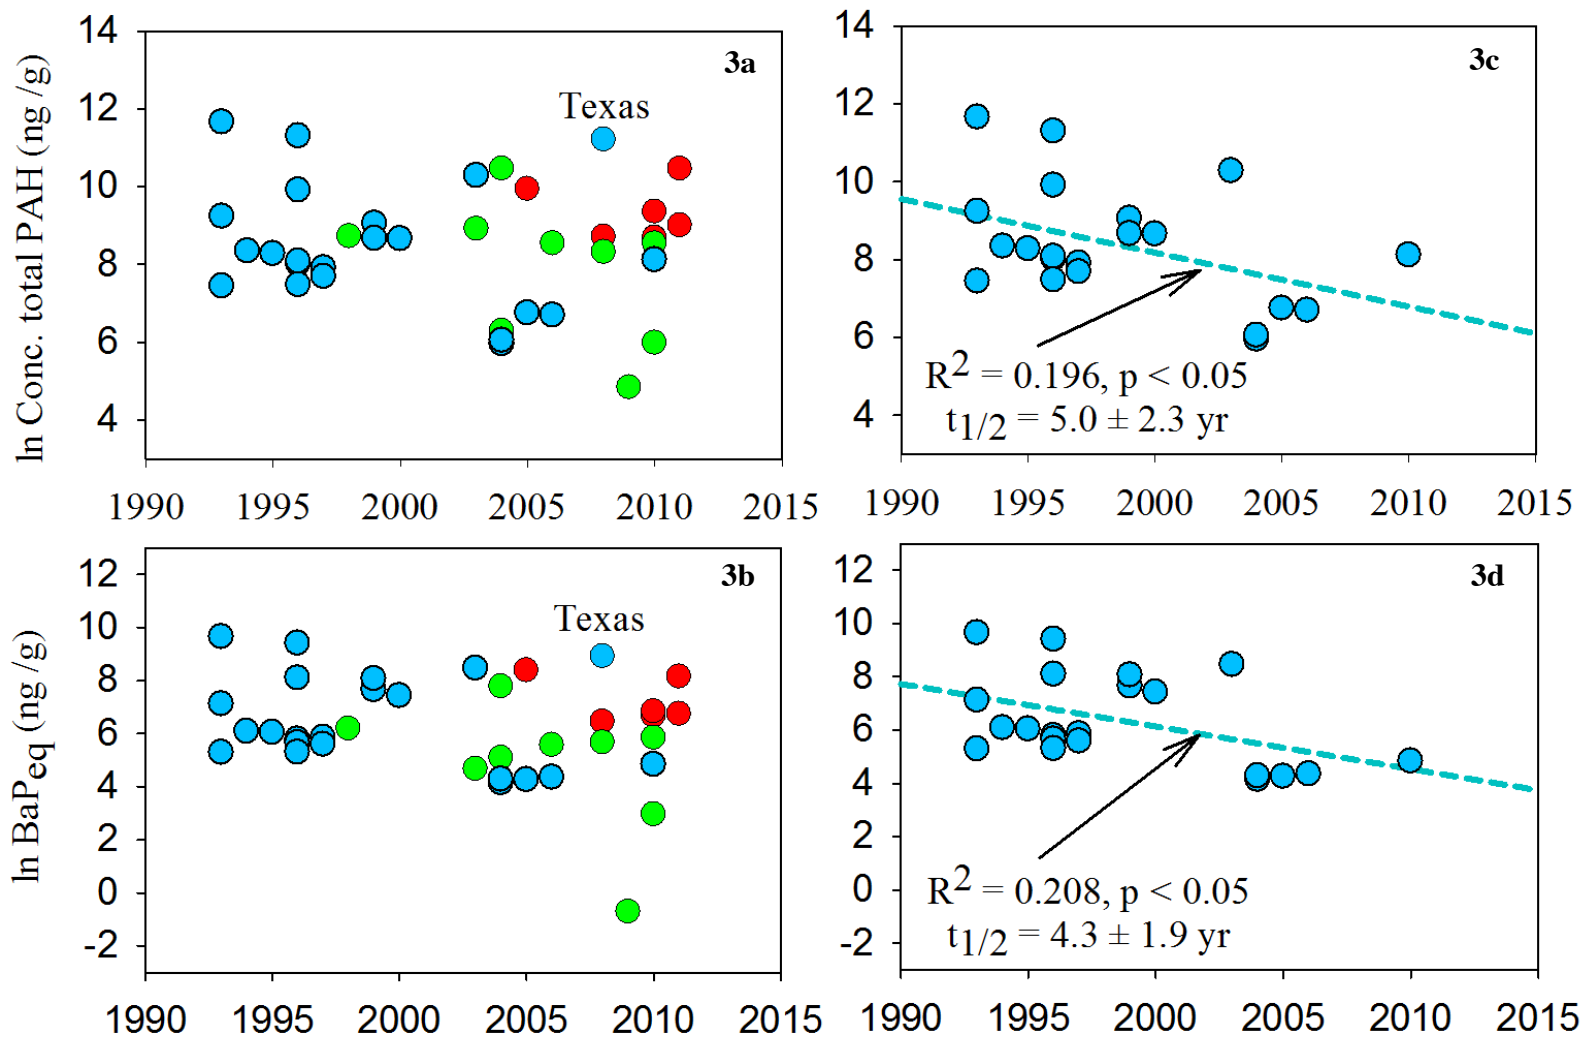 3a
ln Conc. total PAH (ng /g)
14
12
10
8
6
4
Texas
1990 1995 2000 2005 2010 2015
3c
14
12
10
8
6
4
R2 = 0.196, p < 0.05
t1/2 = 5.0 ± 2.3 yr
1990 1995 2000 2005 2010 2015
3b
ln BaPeq (ng /g)
12
10
8
6
4
2
0
-2
Texas
1990 1995 2000 2005 2010 2015
3d
12
10
8
6
4
2
0
-2
R2 = 0.208, p < 0.05
t1/2 = 4.3 ± 1.9 yr
1990 1995 2000 2005 2010 2015